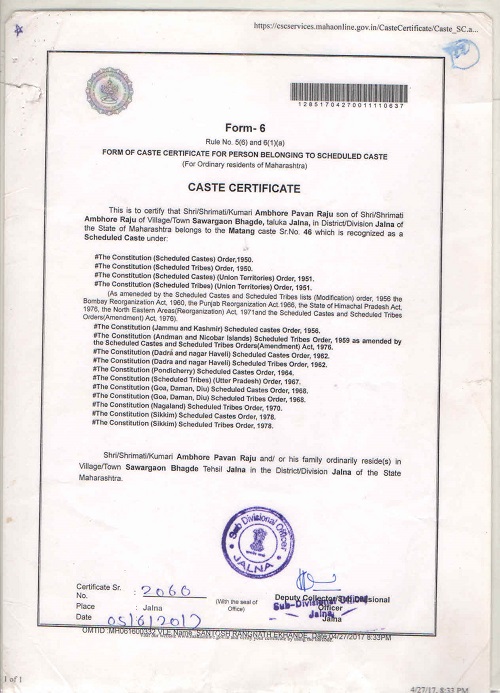 https://cscservices.mahaonline.gov.in/CasteCertificate/Caste_SC.a...
12851704270011110637
Form- 6
Rule No. 5(6) and 6(1)(a)
FORM OF CASTE CERTIFICATE FOR PERSON BELONGING TO SCHEDULED CASTE
(For Ordinary residents of Maharashtra)
CASTE CERTIFICATE
This is to certify that Shri/Shrimati/Kumari Ambhore Pavan Raju son of Shri/Shrimati
Ambhore Raju of Village/Town Sawargaon Bhagde, taluka Jalna, in District/Division Jalna of
the State of Maharashtra belongs to the Matang caste Sr.No. 46 which is recognized as a
Scheduled Caste under:
#The Constitution (Scheduled Castes) Order,1950.
#The Constitution (Scheduled Tribes) Order, 1950.
#The Constitution (Scheduled Castes) (Union Territories) Order, 1951.
#The Constitution (Scheduled Tribes) (Union Territories) Order, 1951.
(As ameneded by the Scheduled Castes and Scheduled Tribes lists (Modification) order, 1956 the
Bombay Reorganization Act, 1960, the Punjab Reorganization Act.1966, the State of Himachal Pradesh Act,
1976, the North Eastern Areas(Reorganization) Act, 1971and the Scheduled Castes and Scheduled Tribes
Orders(Amendment) Act, 1976).
#The Constitution (Jammu and Kashmir) Scheduled castes Order, 1956.
#The Constitution (Andman and Nicobar Islands) Scheduled Tribes Order, 1959 as amended by
the Scheduled Castes and Scheduled Tribes Orders(Amendment) Act, 1976.
#The Constitution (Dadra and nagar Haveli) Scheduled Castes Order, 1962.
#The Constitution (Dadra and nagar Haveli) Scheduled Tribes Order, 1962.
#The Constitution (Pondicherry) Scheduled Castes Order, 1964.
#The Constitution (Scheduled Tribes) (Utter Pradesh) Order, 1967.
#The Constitution (Goa, Daman, Diu) Scheduled Castes Order, 1968.
#The Constitution (Goa, Daman, Diu) Scheduled Tribes Order, 1968.
#The Constitution (Nagaland) Scheduled Tribes Order, 1970.
#The Constitution (Sikkim) Scheduled Castes Order, 1978.
#The Constitution (Sikkim) Scheduled Tribes Order, 1978.
Shri/Shrimati/Kumari Ambhore Pavan Raju and/ or his family ordinarily reside(s) in
Village/Town Sawargaon Bhagde Tehsil Jalna in the District/Division Jalna of the State
Maharashtra.
Sub Divisional Officer
JALNA
Certificate Sr.
No. : 2060
(With the seal of
Office)
Deputy Collector/Sub Divisional
Officer
Jalna
Sub-Divisional Officer
Jalna
Place : Jalna
Date 05/6/2017
OMTID :MH061600332,VLE Name: SANTOSH RANGNATH EKHANDE, Date:04/27/2017 8:33PM
1 of 1
4/27/17, 8:33 PM